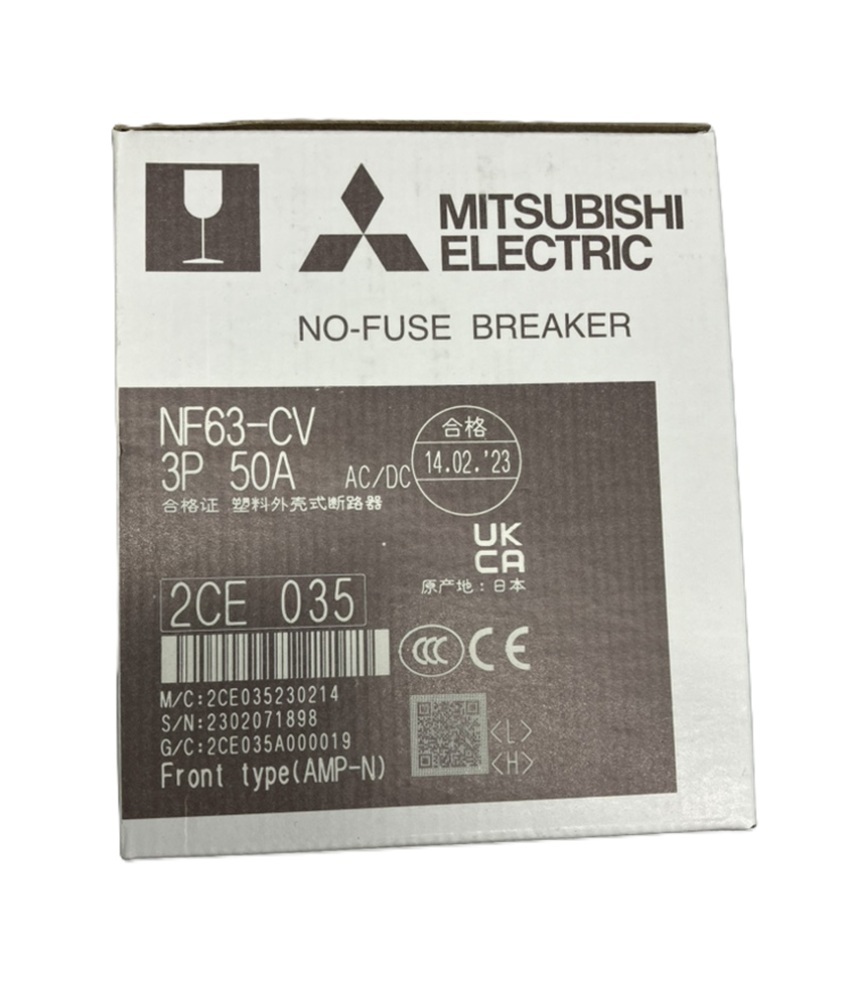 MITSUBISHI
ELECTRIC
NO-FUSE BREAKER
NF63-CV
3P 50A AC/DC
合格
14.02.'23
合格证 塑料外壳式断路器
UK
CA
原产地：日本
2CE 035
CCC CE
M/C:2CE035230214
S/N:2302071898
G/C:2CE035A000019
<L>
<H>
Front type(AMP-N)